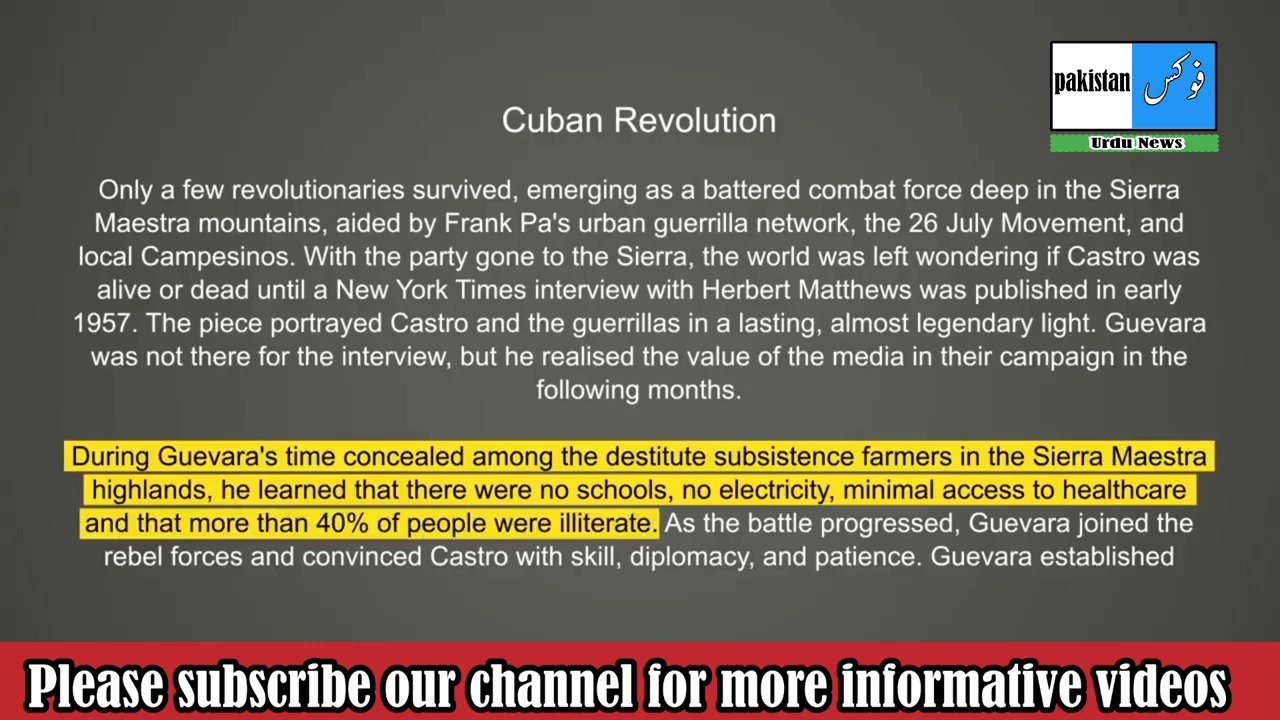 pakistan
فوکس
Urdu News
Cuban Revolution
Only a few revolutionaries survived, emerging as a battered combat force deep in the Sierra
Maestra mountains, aided by Frank Pa's urban guerrilla network, the 26 July Movement, and
local Campesinos. With the party gone to the Sierra, the world was left wondering if Castro was
alive or dead until a New York Times interview with Herbert Matthews was published in early
1957. The piece portrayed Castro and the guerrillas in a lasting, almost legendary light. Guevara
was not there for the interview, but he realised the value of the media in their campaign in the
following months.
During Guevara's time concealed among the destitute subsistence farmers in the Sierra Maestra
highlands, he learned that there were no schools, no electricity, minimal access to healthcare
and that more than 40% of people were illiterate. As the battle progressed, Guevara joined the
rebel forces and convinced Castro with skill, diplomacy, and patience. Guevara established
Please subscribe our channel for more informative videos